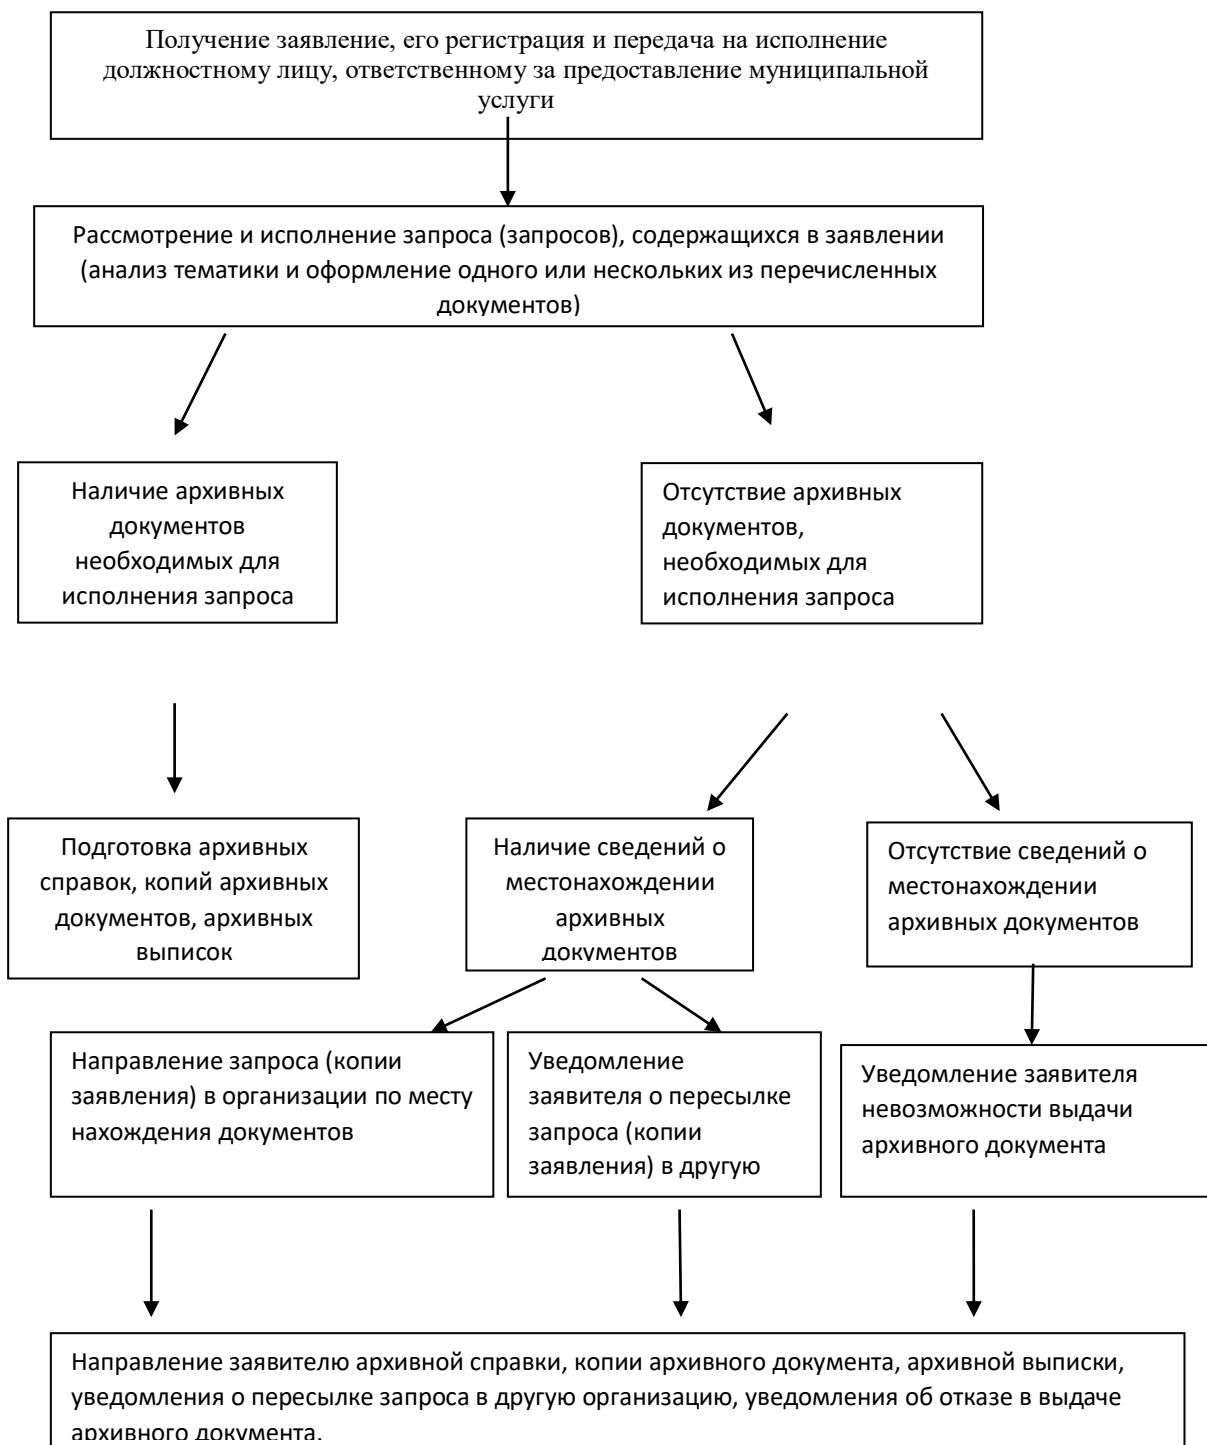 Получение заявление, его регистрация и передача на исполнение
должностному лицу, ответственному за предоставление муниципальной
услуги
Рассмотрение и исполнение запроса (запросов), содержащихся в заявлении
(анализ тематики и оформление одного или нескольких из перечисленных
документов)
Наличие архивных
документов
необходимых для
исполнения запроса
Отсутствие архивных
документов,
необходимых для
исполнения запроса
Подготовка архивных
справок, копий архивных
документов, архивных
выписок
Наличие сведений о
местонахождении
архивных
документов
Отсутствие сведений о
местонахождении
архивных документов
Направление запроса (копии
заявления) в организации по месту
нахождения документов
Уведомление
заявителя о пересылке
запроса (копии
заявления) в другую
Уведомление заявителя
невозможности выдачи
архивного документа
Направление заявителю архивной справки, копии архивного документа, архивной выписки,
уведомления о пересылке запроса в другую организацию, уведомления об отказе в выдаче
архивного документа.